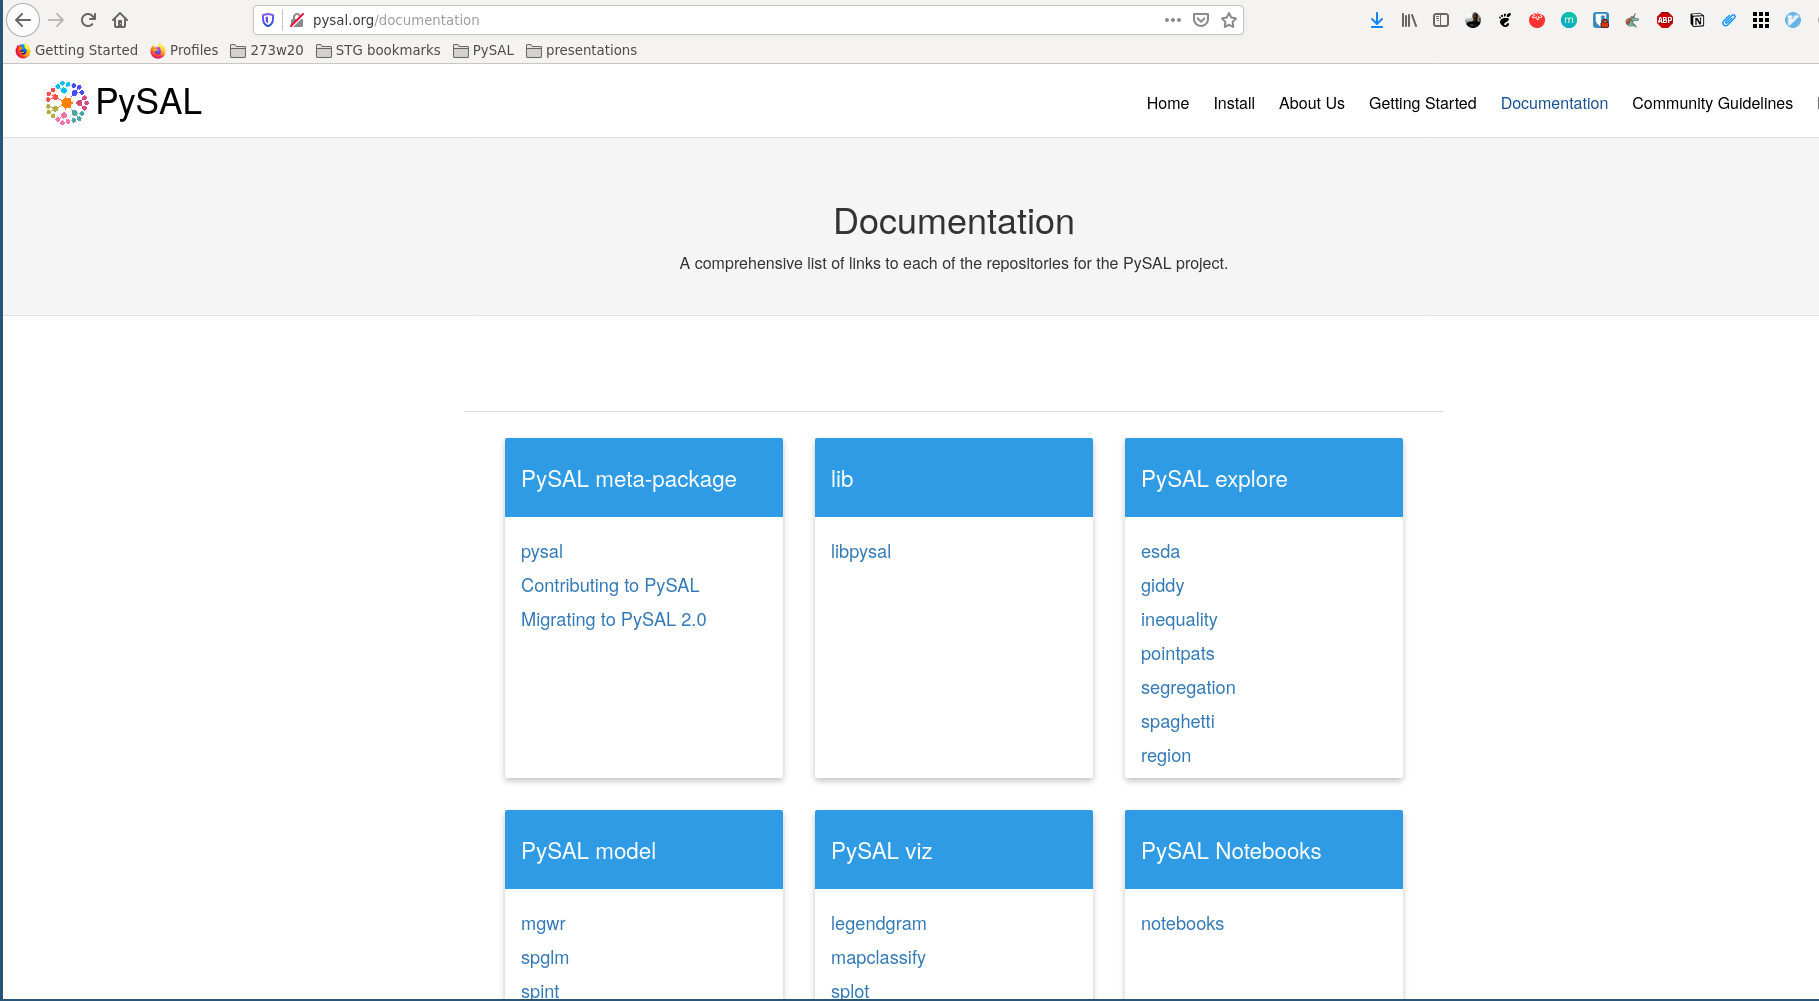 pysal.org/documentation
Getting Started Profiles 273w20 STG bookmarks PySAL presentations
PySAL
Home Install About Us Getting Started Documentation Community Guidelines
Documentation
A comprehensive list of links to each of the repositories for the PySAL project.
PySAL meta-package
pysal
Contributing to PySAL
Migrating to PySAL 2.0
lib
libpysal
PySAL explore
esda
giddy
inequality
pointpats
segregation
spaghetti
region
PySAL model
mgwr
spglm
spint
PySAL viz
legendgram
mapclassify
splot
PySAL Notebooks
notebooks
ABP